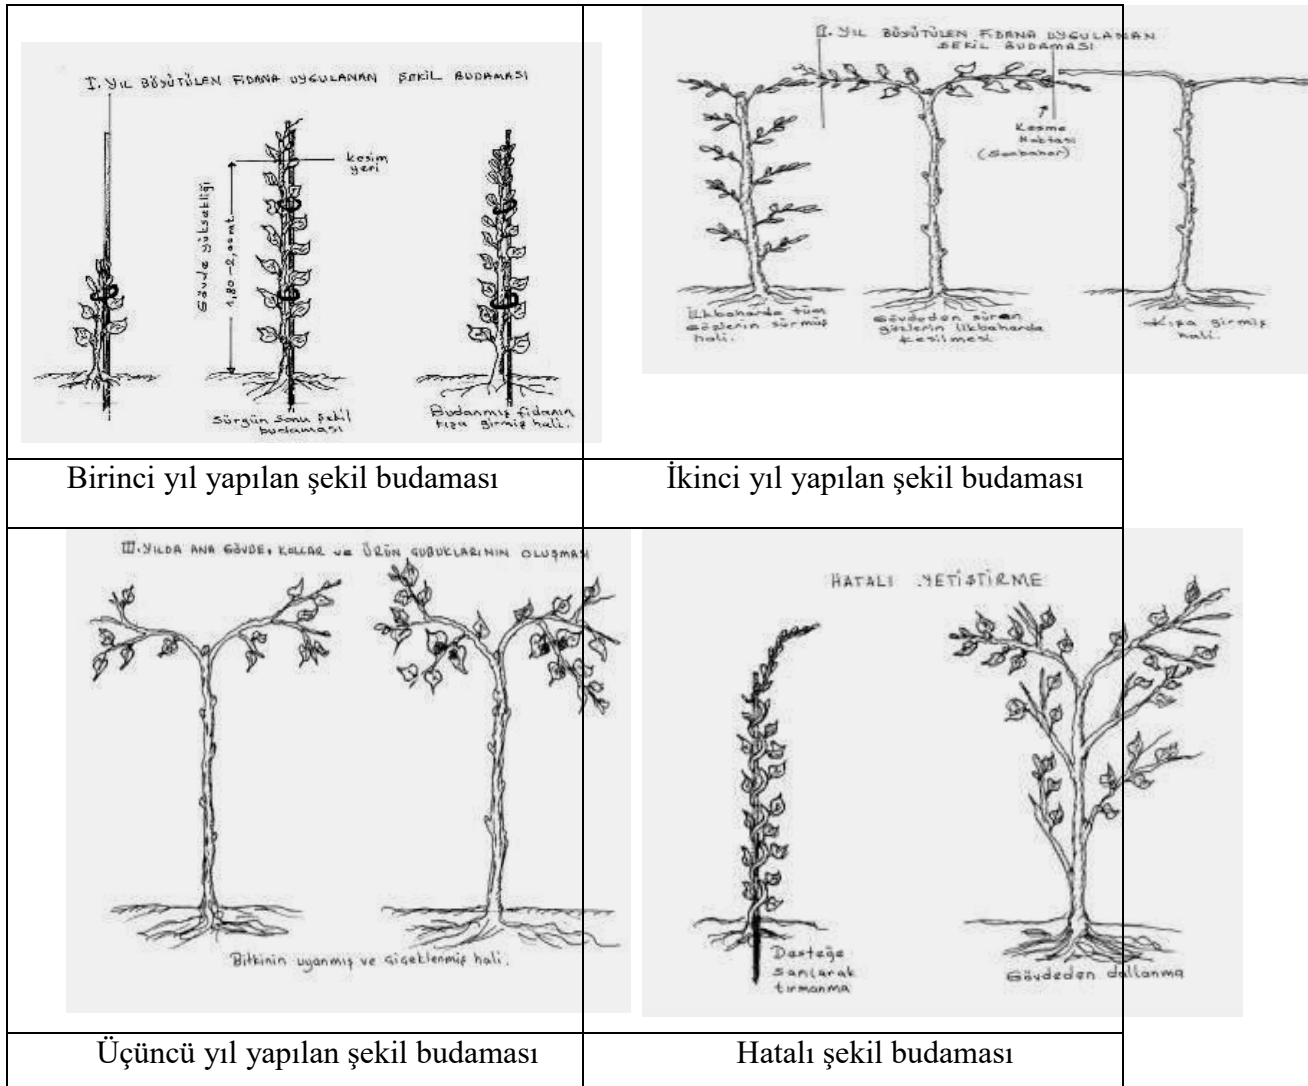 I. YIL BÜYÜTÜLEN FİDANA UYGULANAN ŞEKİL BUDAMASI
Gövde yüksekliği
1,80-2,00mt.
kesim
yeri
Sürgün Sonu Şekil
budaması
Budanmış fidanın
kışa girmiş hali.
II. YIL BÜYÜTÜLEN FİDANA UYGULANAN
ŞEKİL BUDAMASI
Kesme
Noktası
(Sonbahar)
İlkbaharda tüm
gözlerin sürmüş
hali.
Gövdeden süren
gözlerin ilkbaharda
kesilmesi
Kışa girmiş
hali.
Birinci yıl yapılan şekil budaması
İkinci yıl yapılan şekil budaması
III. YILDA ANA GÖVDE, KOLLAR ve ÜRÜN ÇUBUKLARININ OLUŞMASI
Bitkinin uyanmış ve çiçeklenmiş hali.
HATALI YETİŞTİRME
Desteğe
sarılarak
tırmanma
Gövdeden dallanma
Üçüncü yıl yapılan şekil budaması
Hatalı şekil budaması